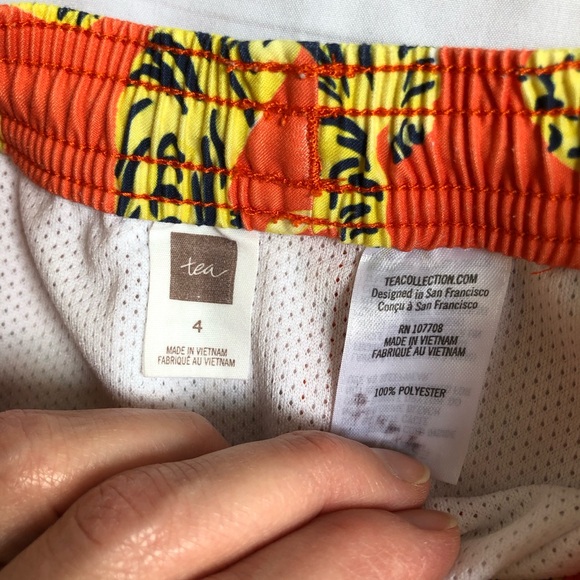 tea
4
MADE IN VIETNAM
FABRIQUÉ AU VIETNAM
TEACOLLECTION.COM
Designed in San Francisco
Conçu à San Francisco
RN 107708
MADE IN VIETNAM
FABRIQUÉ AU VIETNAM
100% POLYESTER